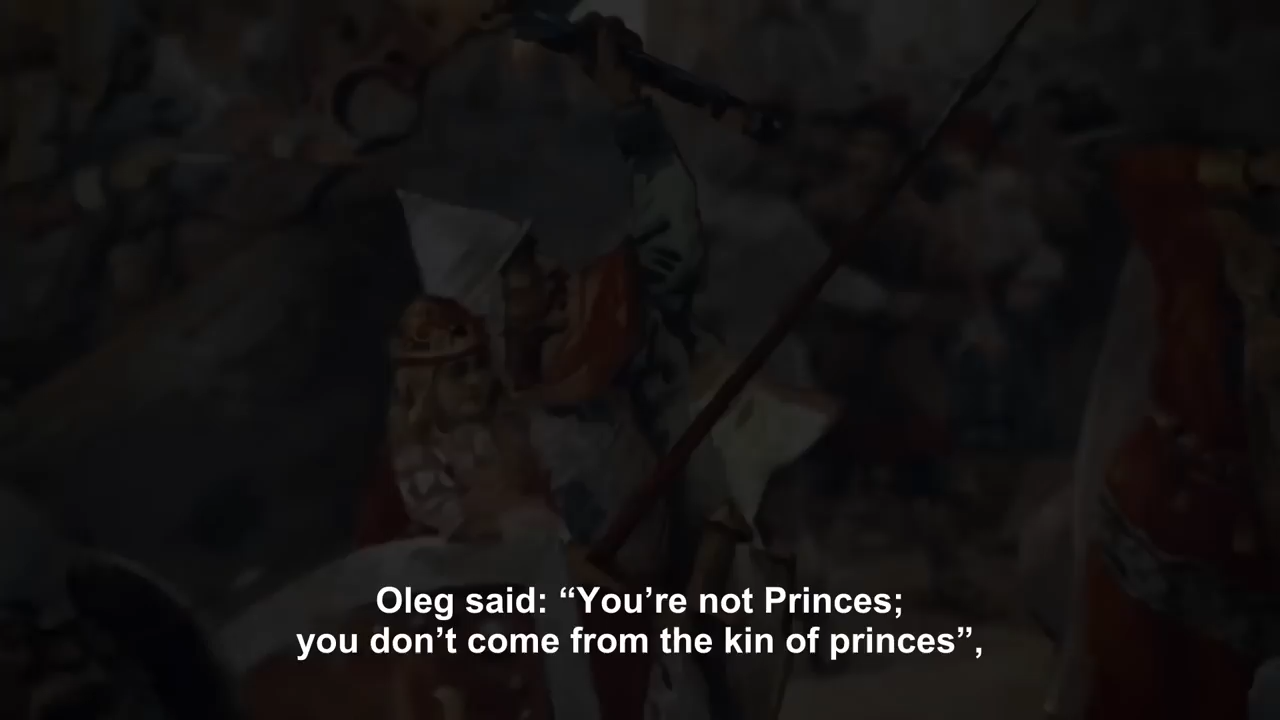 Oleg said: “You’re not Princes;
you don’t come from the kin of princes”,